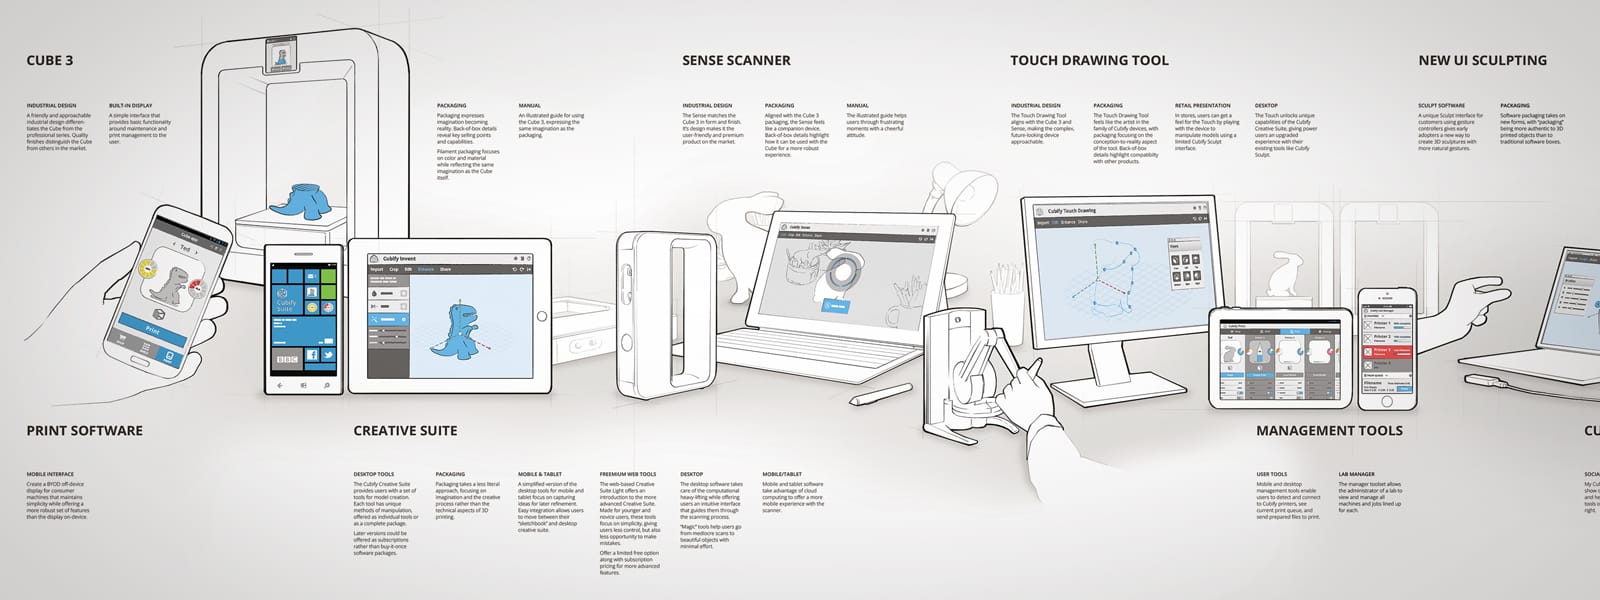 CUBE 3
INDUSTRIAL DESIGN
A friendly and approachable
industrial design differen-
tiates the Cube from the
professional series. Quality
finishes distinguish the Cube
from others in the market.
BUILT-IN DISPLAY
A simple interface that
provides basic functionality
around maintenance and
print management to the
user.
PACKAGING
Packaging expresses
imagination becoming
reality. Back-of-box details
reveal key selling points
and capabilities.
Filament packaging focuses
on color and material
while reflecting the same
imagination as the Cube
itself.
MANUAL
An illustrated guide for using
the Cube 3, expressing the
same imagination as the
packaging.
SENSE SCANNER
INDUSTRIAL DESIGN
The Sense matches the
Cube 3 in form and finish.
It's design makes it the
user-friendly and premium
product on the market.
PACKAGING
Aligned with the Cube 3
packaging, the Sense feels
like a companion device.
Back-of-box details highlight
how it can be used with the
Cube for a more robust
experience.
MANUAL
The illustrated guide helps
users through frustrating
moments with a cheerful
attitude.
TOUCH DRAWING TOOL
INDUSTRIAL DESIGN
The Touch Drawing Tool
aligns with the Cube 3 and
Sense, making the complex,
future-looking device
approachable.
PACKAGING
The Touch Drawing Tool
feels like the artist in the
family of Cubify devices, with
packaging focusing on the
conception-to-reality aspect
of the tool. Back-of-box
details highlight compatibility
with other products.
RETAIL PRESENTATION
In stores, users can get a
feel for the Touch by playing
with the device to
manipulate models using a
limited Cubify Sculpt
interface.
DESKTOP
The Touch unlocks unique
capabilities of the Cubify
Creative Suite, giving power
users an upgraded
experience with their
existing tools like Cubify
Sculpt.
NEW UI SCULPTING
SCULPT SOFTWARE
A unique Sculpt interface for
customers using gesture
controllers gives early
adopters a new way to
create 3D sculptures with
more natural gestures.
PACKAGING
Software packaging takes on
new forms, with "packaging"
being more authentic to 3D
printed objects than to
traditional software boxes.
Ted
Print
Cubify
Suite
BBC
Cubify Invent
Import Crop Edit Enhance Share
Cubify Sense
Cubify Touch Drawing
Import Edit Enhance Share
Printer 1
Printer 2
Printer 3
Filename
PRINT SOFTWARE
MOBILE INTERFACE
Create a BYOD off-device
display for consumer
machines that maintains
simplicity while offering a
more robust set of features
than the display on-device.
CREATIVE SUITE
DESKTOP TOOLS
The Cubify Creative Suite
provides users with a set of
tools for model creation.
Each tool has unique
methods of manipulation,
offered as individual tools or
as a complete package.
Later versions could be
offered as subscriptions
rather than buy-it-once
software packages.
PACKAGING
Packaging takes a less literal
approach, focusing on
imagination and the creative
process rather than the
technical aspects of 3D
printing.
MOBILE & TABLET
A simplified version of the
desktop tools for mobile and
tablet focus on capturing
ideas for later refinement.
Easy integration allows users
to move between their
"sketchbook" and desktop
creative suite.
FREEMIUM WEB TOOLS
The web-based Creative
Suite Light offers an
introduction to the more
advanced Creative Suite.
Made for younger and
novice users, these tools
focus on simplicity, giving
users less control, but also
less opportunity to make
mistakes.
Offer a limited free option
along with subscription
pricing for more advanced
features.
DESKTOP
The desktop software takes
care of the computational
heavy-lifting while offering
users an intuitive interface
that guides them through
the scanning process.
"Magic" tools help users go
from mediocre scans to
beautiful objects with
minimal effort.
MOBILE/TABLET
Mobile and tablet software
take advantage of cloud
computing to offer a more
mobile experience with the
scanner.
MANAGEMENT TOOLS
USER TOOLS
Mobile and desktop
management tools enable
users to detect and connect
to Cubify printers, see
current print queue, and
send prepared files to print.
LAB MANAGER
The manager toolset allows
the administrator of a lab to
view and manage all
machines and jobs lined up
for each.
CU
SOCIA
My Cu
show (
and he
tools o
right.